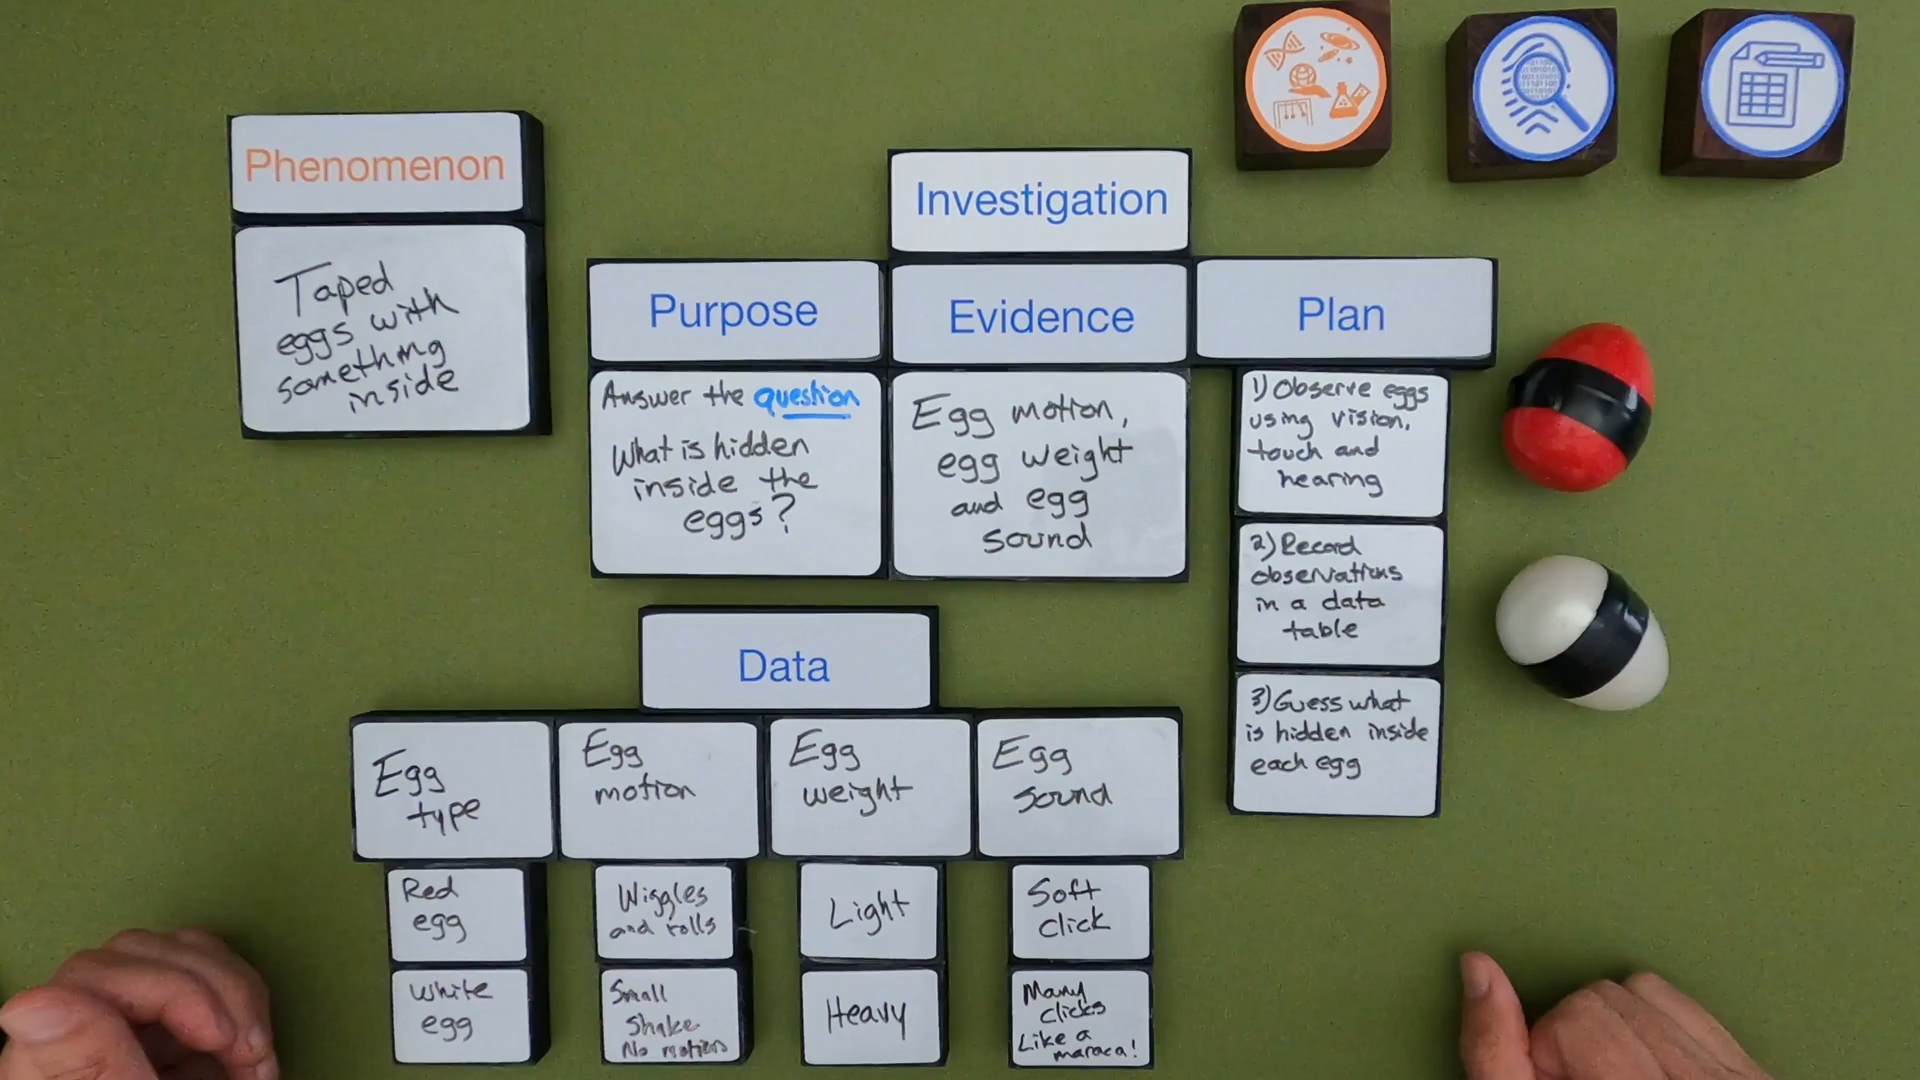 Phenomenon
Taped
eggs with
something
inside
Investigation
Purpose
Evidence
Plan
Answer the question
What is hidden
inside the
eggs?
Egg motion,
egg weight
and egg
sound
1) Observe eggs
using vision,
touch and
hearing
2) Record
observations
in a data
table
3) Guess what
is hidden inside
each egg
Data
Egg
type
Egg
motion
Egg
weight
Egg
sound
Red
egg
Wiggles
and rolls
Light
Soft
click
White
egg
Small
shake
No motion
Heavy
Many
clicks
Like a
maraca!